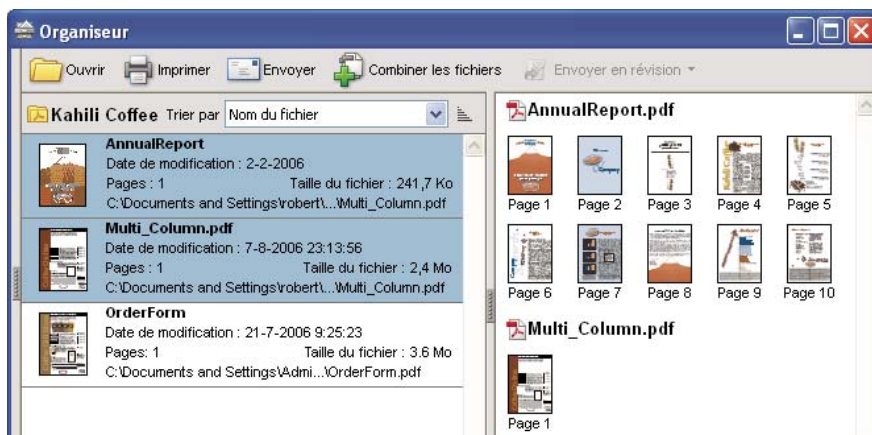 Organiseur
Ouvrir Imprimer Envoyer Combiner les fichiers Envoyer en révision
Kahili Coffee Trier par Nom du fichier
AnnualReport
Date de modification : 2-2-2006
Pages : 1 Taille du fichier : 241,7 Ko
C:\Documents and Settings\robert\...\Multi_Column.pdf
Multi_Column.pdf
Date de modification : 7-8-2006 23:13:56
Pages : 1 Taille du fichier : 2,4 Mo
C:\Documents and Settings\robert\...\Multi_Column.pdf
OrderForm
Date de modification : 21-7-2006 9:25:23
Pages: 1 Taille du fichier : 3.6 Mo
C:\Documents and Settings\Admi...\OrderForm.pdf
AnnualReport.pdf
Page 1 Page 2 Page 3 Page 4 Page 5
Page 6 Page 7 Page 8 Page 9 Page 10
Multi_Column.pdf
Page 1